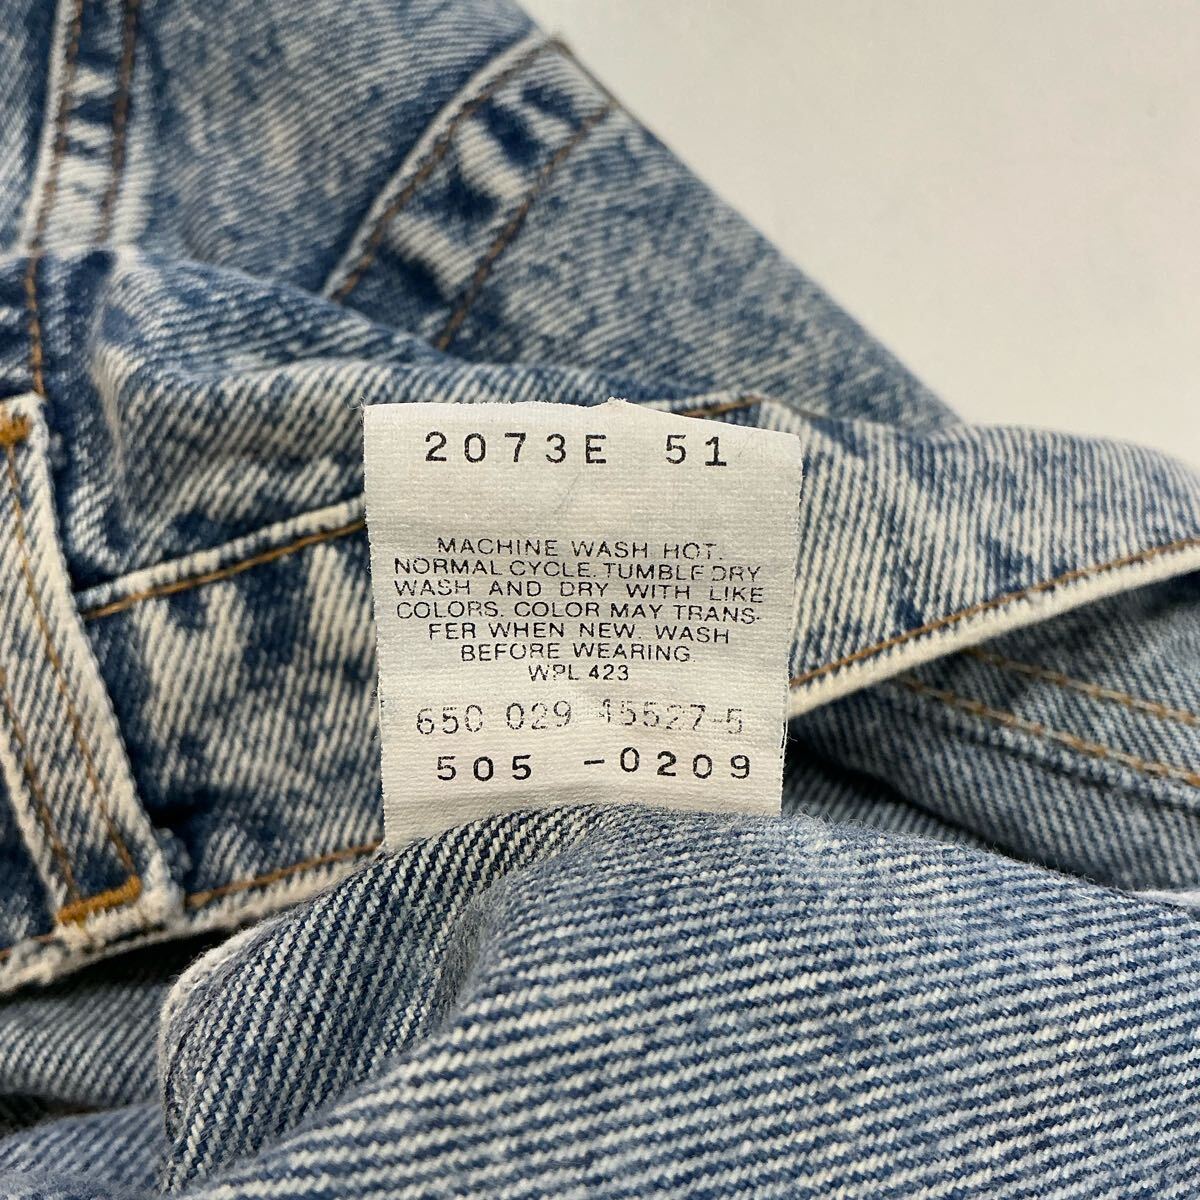 2073E 51
MACHINE WASH HOT.
NORMAL CYCLE. TUMBLE DRY
WASH AND DRY WITH LIKE
COLORS. COLOR MAY TRANS-
FER WHEN NEW. WASH
BEFORE WEARING.
WPL 423
650 029 15527-5
505 -0209